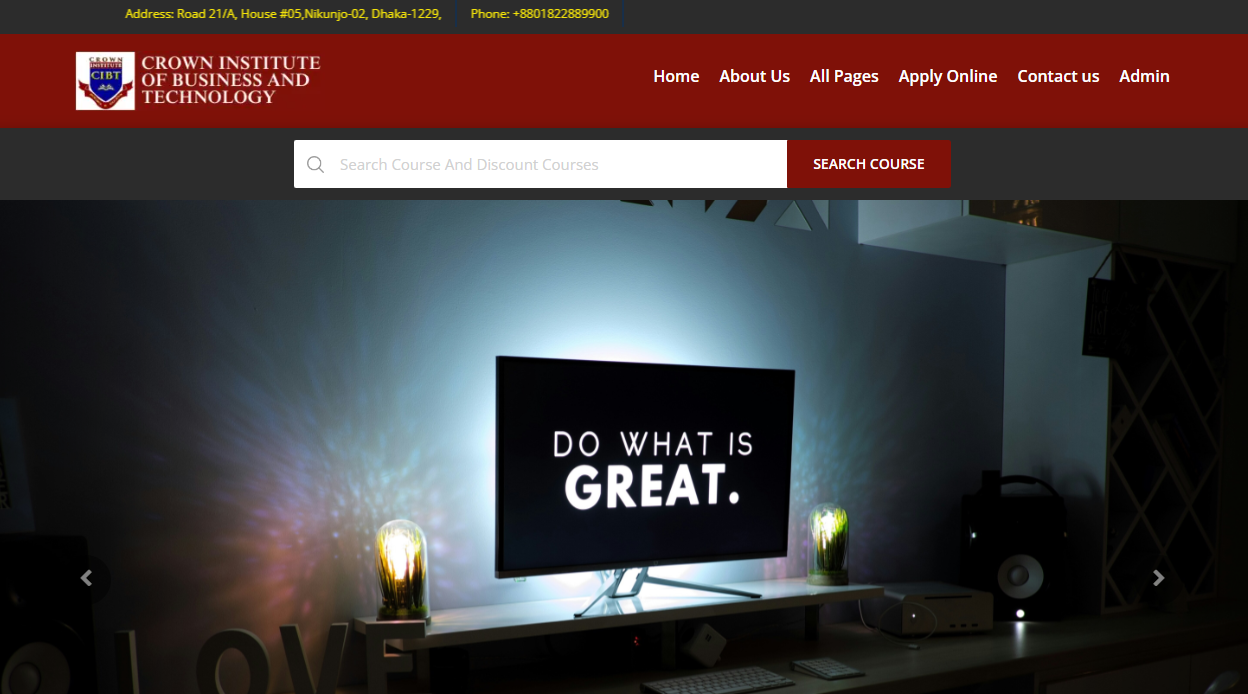 Address: Road 21/A, House #05,Nikunjo-02, Dhaka-1229, Phone: +8801822889900
CROWN
INSTITUTE
CIBT
CROWN INSTITUTE
OF BUSINESS AND
TECHNOLOGY
Home About Us All Pages Apply Online Contact us Admin
Search Course And Discount Courses SEARCH COURSE
DO WHAT IS
GREAT.
LOVE